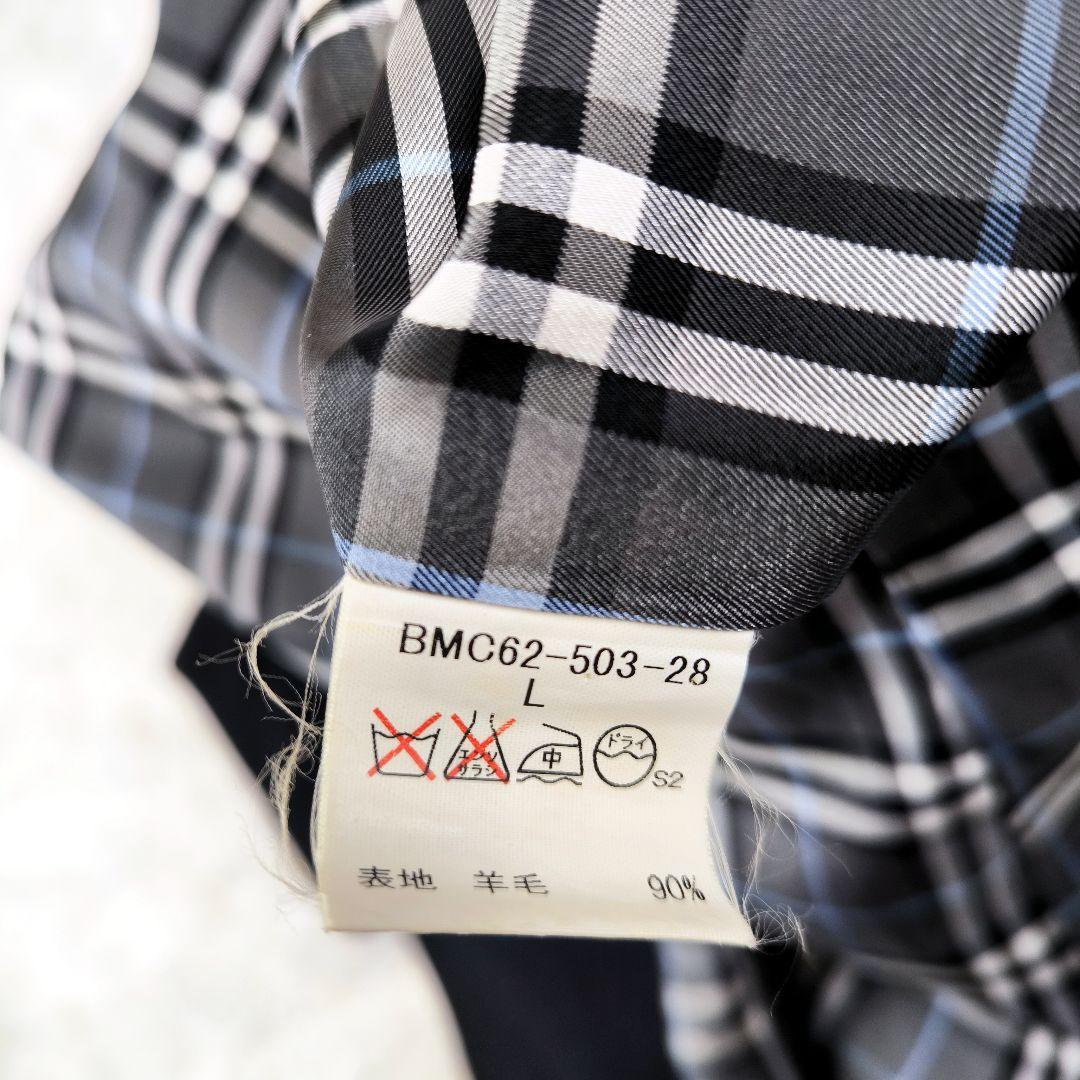 BMC62-503-28
L
エンソ
サラシ
中
ドライ
S2
表地 羊毛 90%